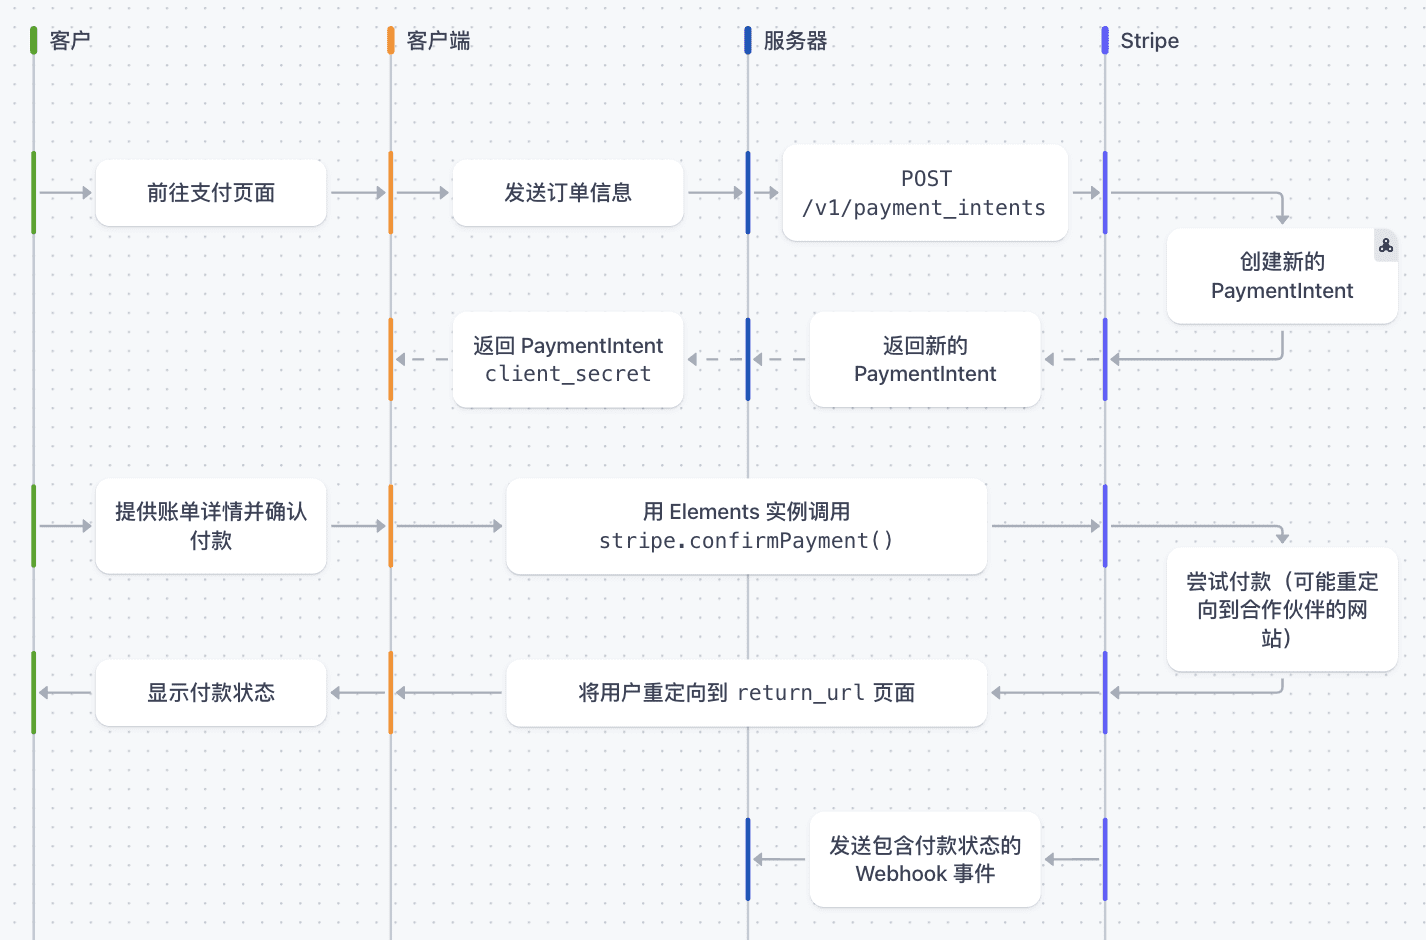 客户
客户端
服务器
Stripe
前往支付页面
发送订单信息
POST
/v1/payment_intents
创建新的
PaymentIntent
返回 PaymentIntent
client_secret
返回新的
PaymentIntent
提供账单详情并确认
付款
用 Elements 实例调用
stripe.confirmPayment()
尝试付款（可能重定
向到合作伙伴的网
站）
显示付款状态
将用户重定向到 return_url 页面
发送包含付款状态的
Webhook 事件